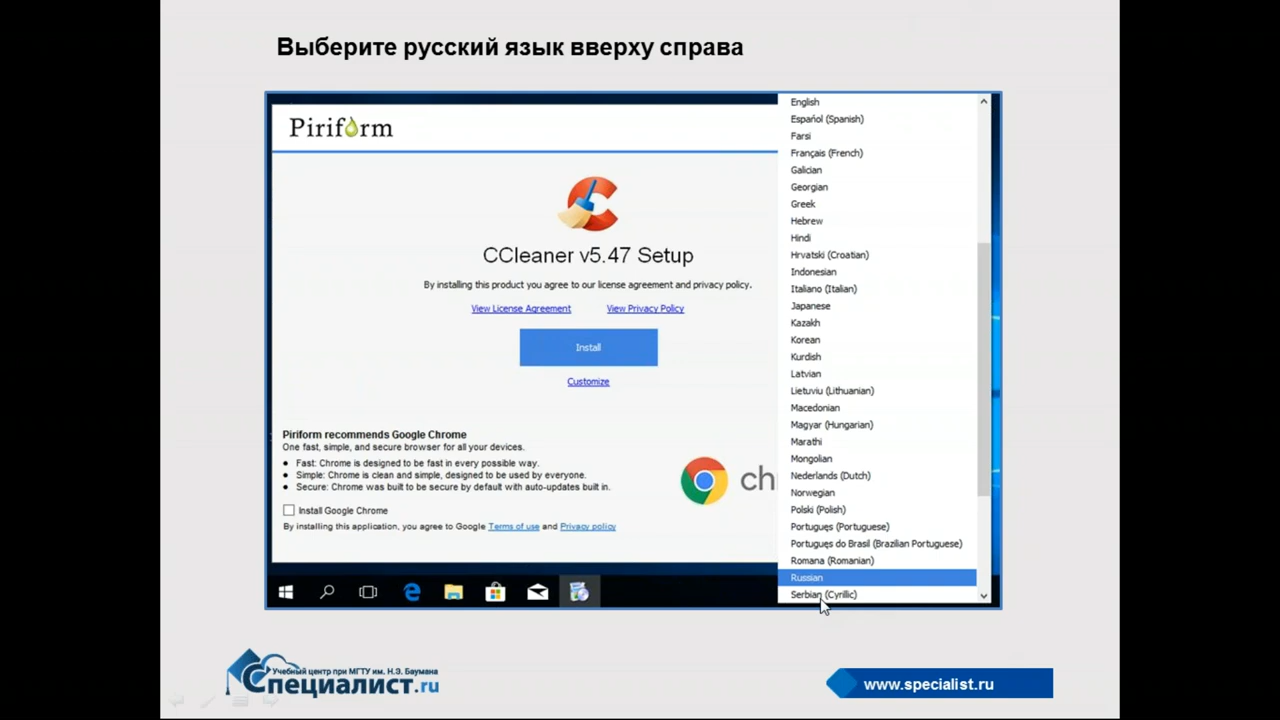 Выберите русский язык вверху справа
Piriform
CCleaner v5.47 Setup
By installing this product you agree to our license agreement and privacy policy.
View License Agreement View Privacy Policy
Install
Customize
Piriform recommends Google Chrome
One fast, simple, and secure browser for all your devices.
Fast: Chrome is designed to be fast in every possible way.
Simple: Chrome is clean and simple, designed to be used by everyone.
Secure: Chrome was built to be secure by default with auto-updates built in.
ch
Install Google Chrome
By installing this application, you agree to Google Terms of use and Privacy policy
English
Español (Spanish)
Farsi
Français (French)
Galician
Georgian
Greek
Hebrew
Hindi
Hrvatski (Croatian)
Indonesian
Italiano (Italian)
Japanese
Kazakh
Korean
Kurdish
Latvian
Lietuviu (Lithuanian)
Macedonian
Magyar (Hungarian)
Marathi
Mongolian
Nederlands (Dutch)
Norwegian
Polski (Polish)
Portuguęs (Portuguese)
Portuguęs do Brasil (Brazilian Portuguese)
Romana (Romanian)
Russian
Serbian (Cyrillic)
Учебный центр при МГТУ им. Н.Э. Баумана
Специалист.ru
www.specialist.ru